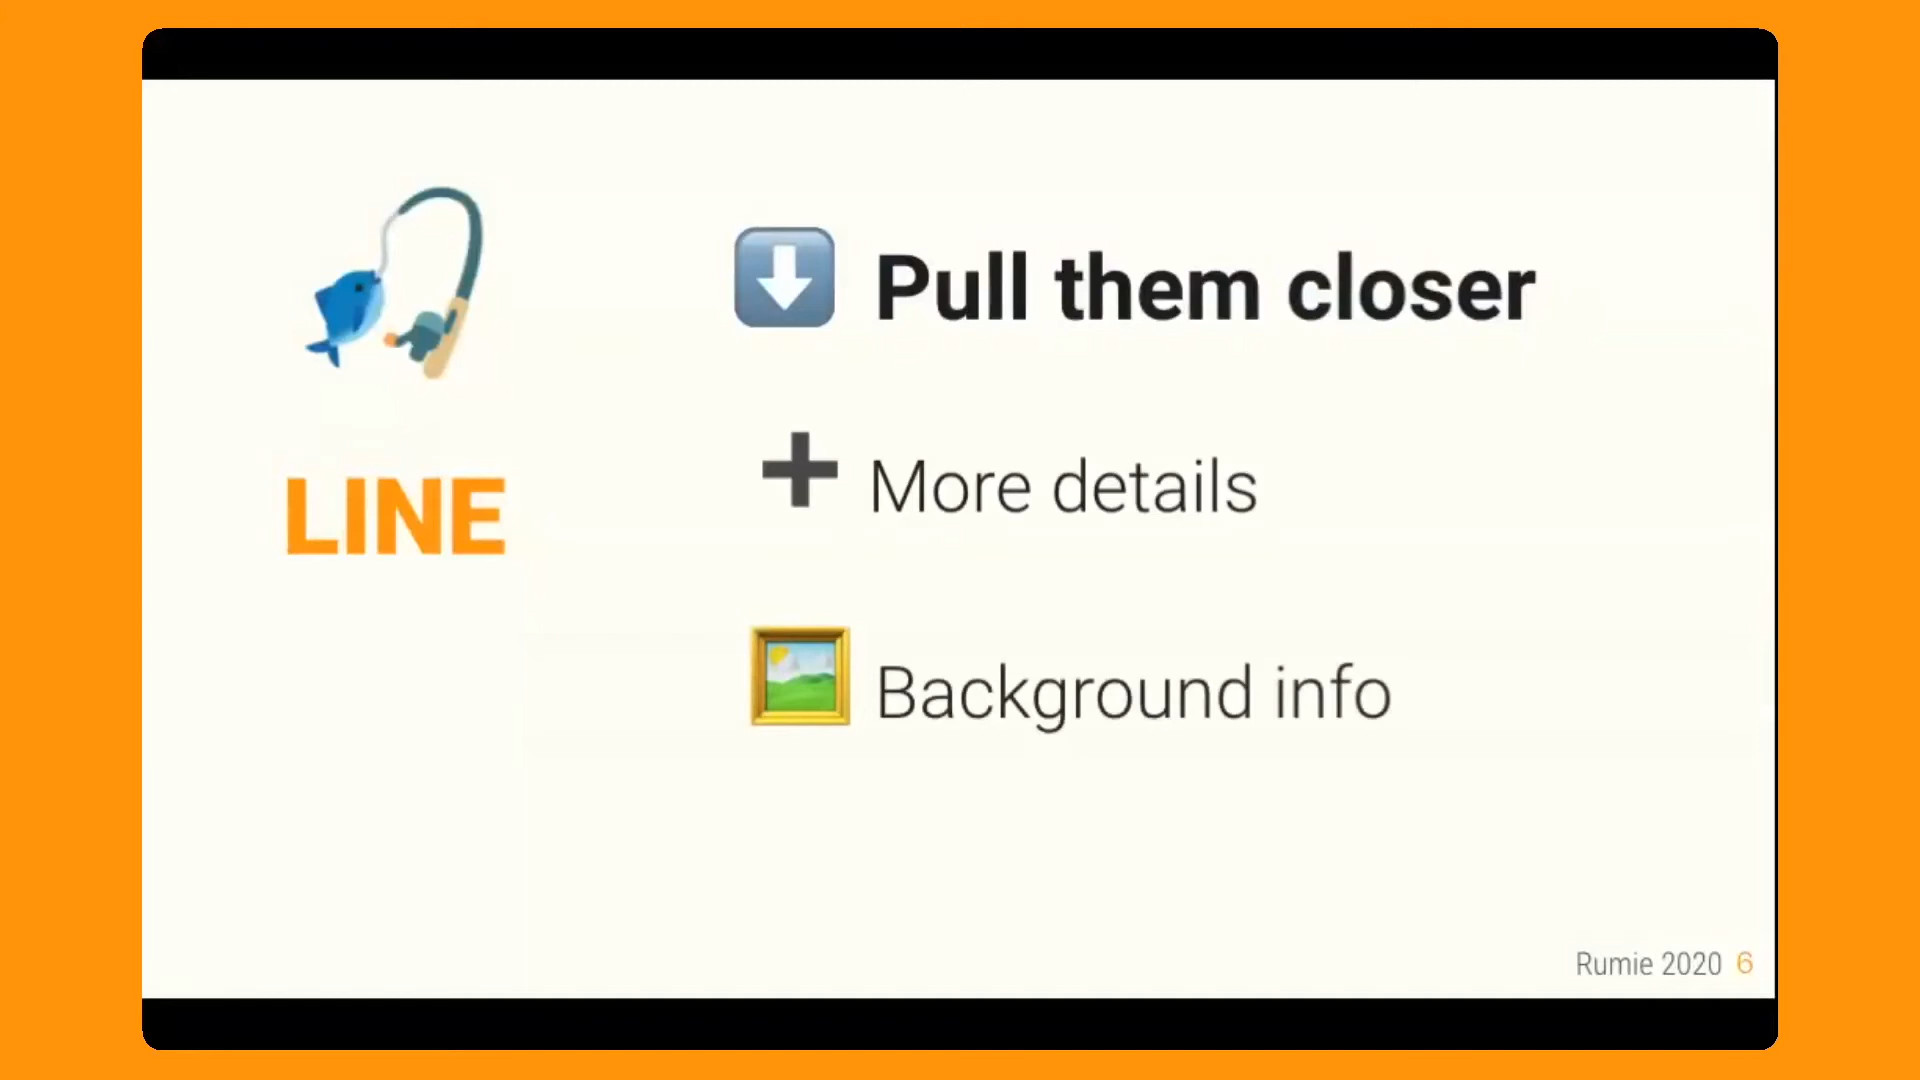 LINE
Pull them closer
More details
Background info
Rumie 2020 6